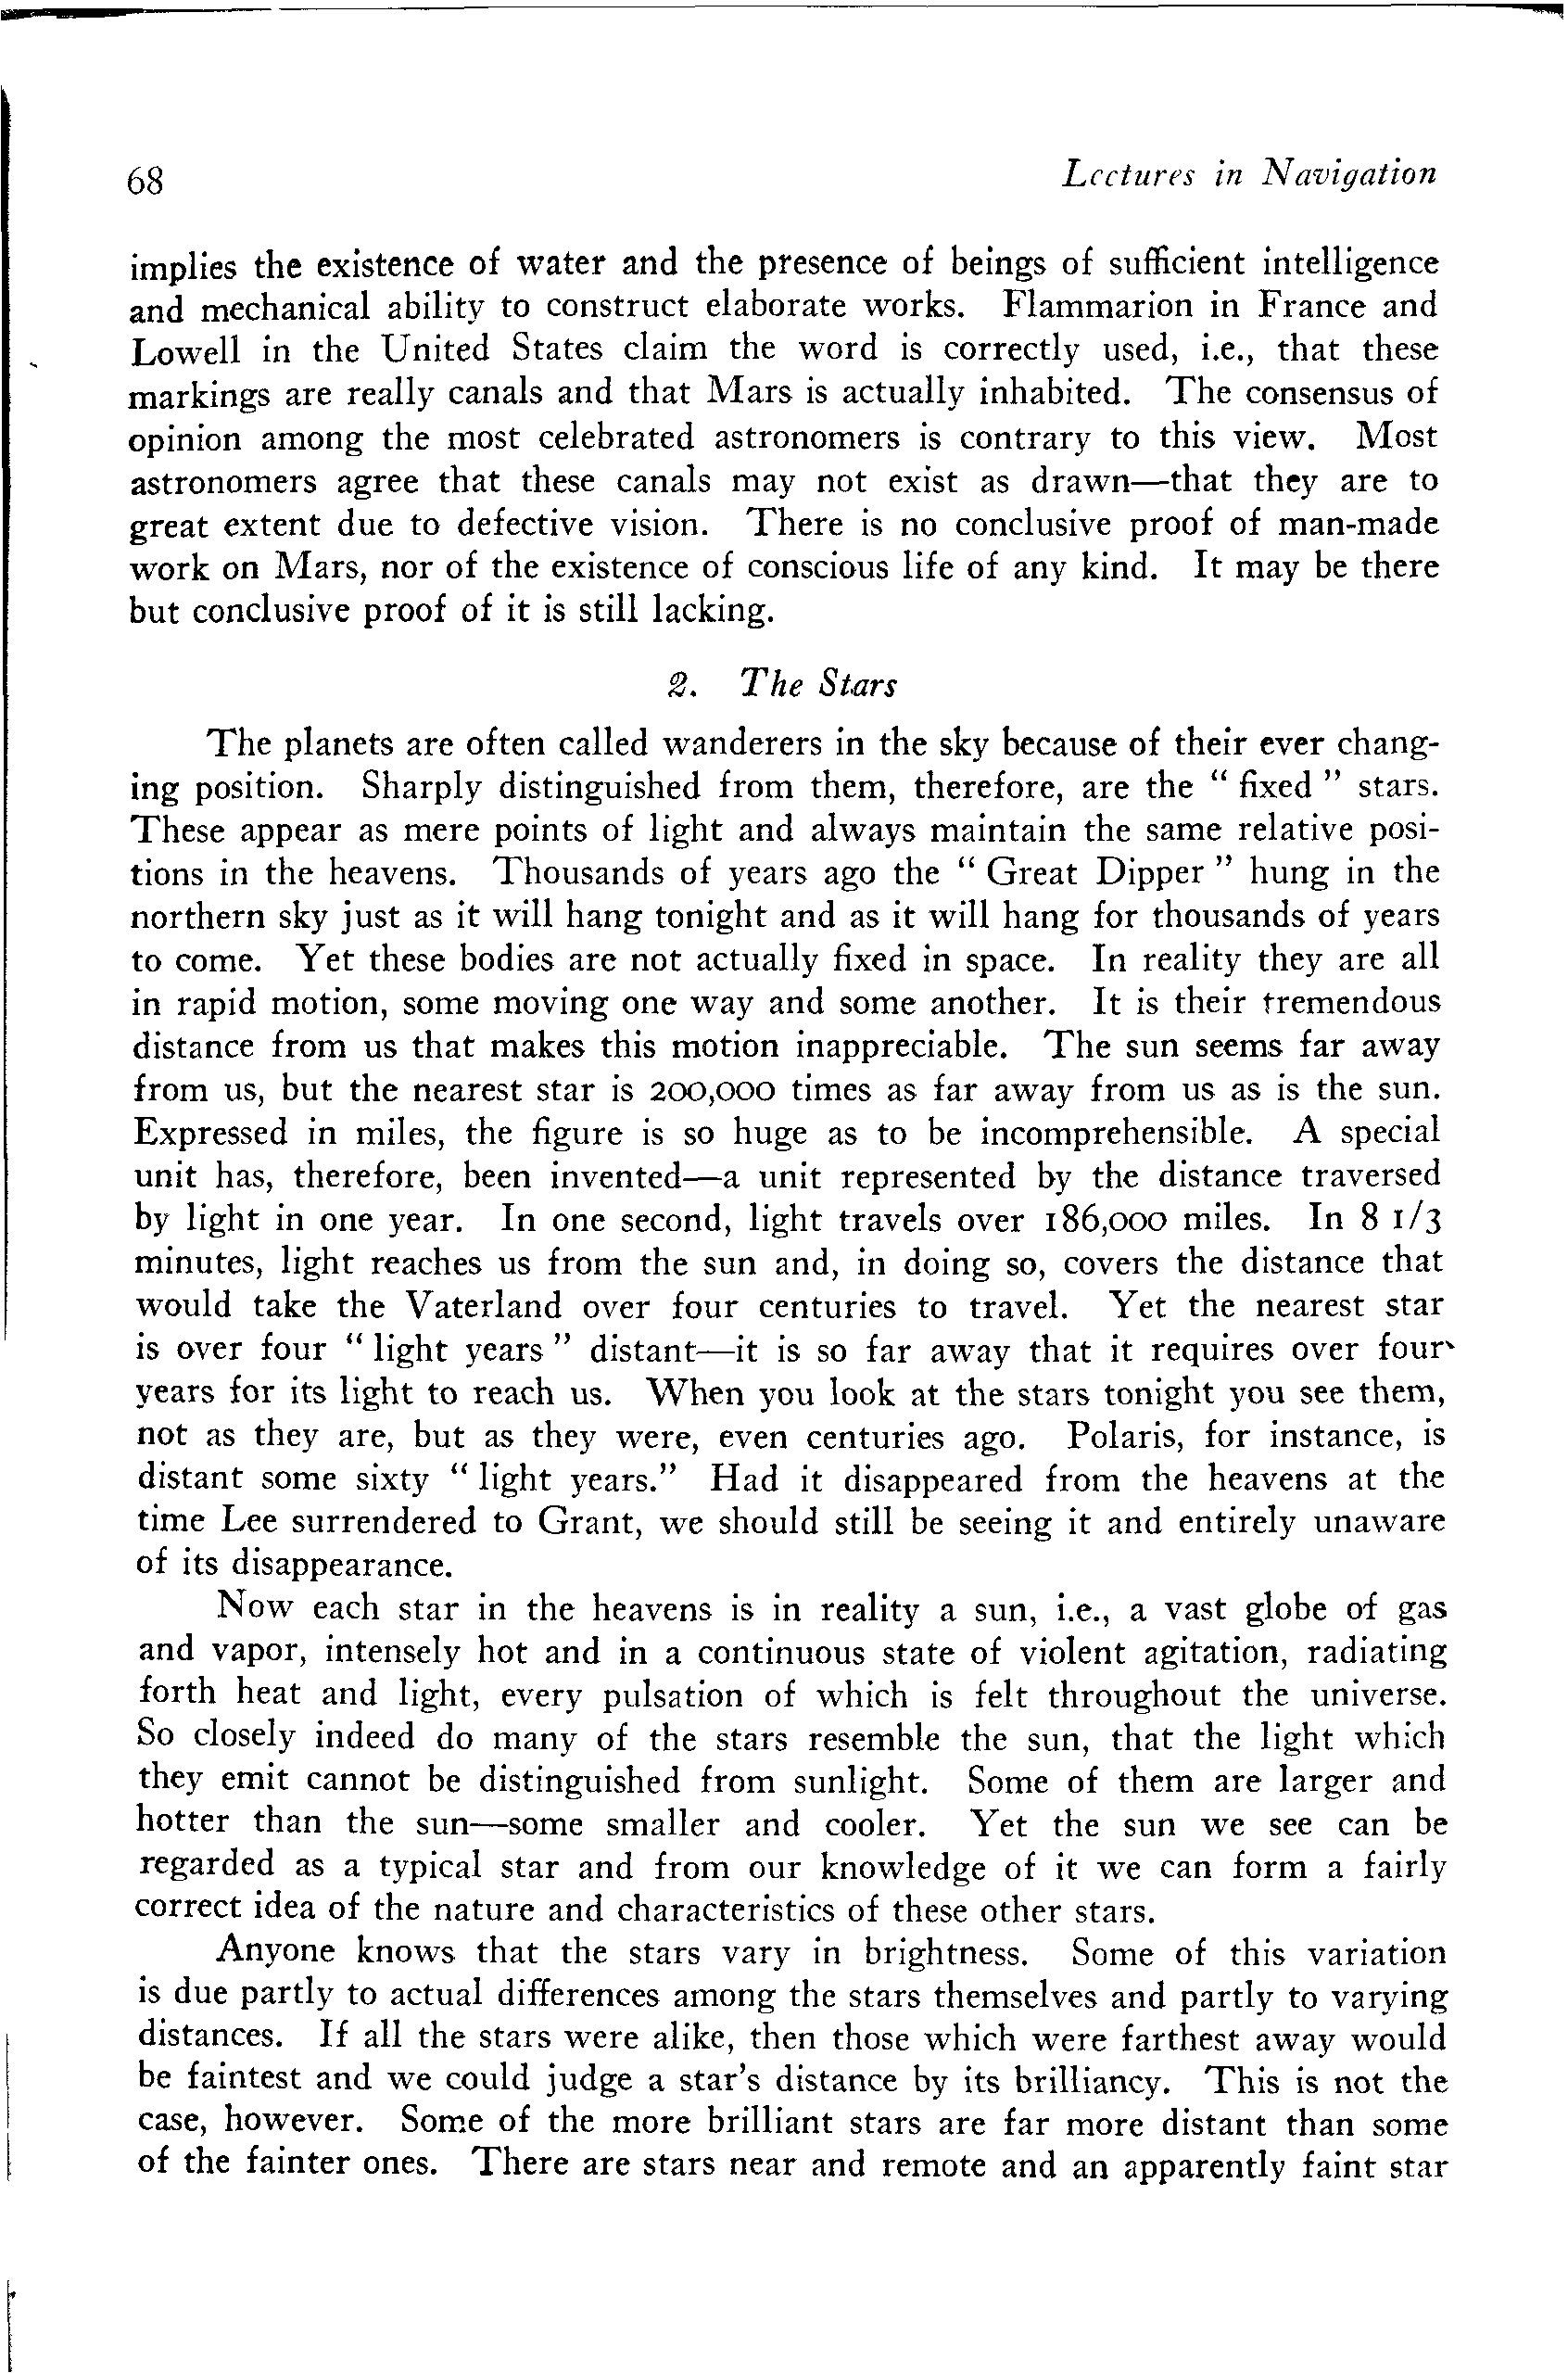 68 Lectures in Navigation
implies the existence of water and the presence of beings of sufficient intelligence
and mechanical ability to construct elaborate works. Flammarion in France and
Lowell in the United States claim the word is correctly used, i.e., that these
markings are really canals and that Mars is actually inhabited. The consensus of
opinion among the most celebrated astronomers is contrary to this view. Most
astronomers agree that these canals may not exist as drawn—that they are to
great extent due to defective vision. There is no conclusive proof of man-made
work on Mars, nor of the existence of conscious life of any kind. It may be there
but conclusive proof of it is still lacking.
2. The Stars
The planets are often called wanderers in the sky because of their ever chang-
ing position. Sharply distinguished from them, therefore, are the " fixed " stars.
These appear as mere points of light and always maintain the same relative posi-
tions in the heavens. Thousands of years ago the " Great Dipper " hung in the
northern sky just as it will hang tonight and as it will hang for thousands of years
to come. Yet these bodies are not actually fixed in space. In reality they are all
in rapid motion, some moving one way and some another. It is their tremendous
distance from us that makes this motion inappreciable. The sun seems far away
from us, but the nearest star is 200,000 times as far away from us as is the sun.
Expressed in miles, the figure is so huge as to be incomprehensible. A special
unit has, therefore, been invented—a unit represented by the distance traversed
by light in one year. In one second, light travels over 186,000 miles. In 8 1/3
minutes, light reaches us from the sun and, in doing so, covers the distance that
would take the Vaterland over four centuries to travel. Yet the nearest star
is over four " light years " distant—it is so far away that it requires over four
years for its light to reach us. When you look at the stars tonight you see them,
not as they are, but as they were, even centuries ago. Polaris, for instance, is
distant some sixty " light years." Had it disappeared from the heavens at the
time Lee surrendered to Grant, we should still be seeing it and entirely unaware
of its disappearance.
Now each star in the heavens is in reality a sun, i.e., a vast globe of gas
and vapor, intensely hot and in a continuous state of violent agitation, radiating
forth heat and light, every pulsation of which is felt throughout the universe.
So closely indeed do many of the stars resemble the sun, that the light which
they emit cannot be distinguished from sunlight. Some of them are larger and
hotter than the sun—some smaller and cooler. Yet the sun we see can be
regarded as a typical star and from our knowledge of it we can form a fairly
correct idea of the nature and characteristics of these other stars.
Anyone knows that the stars vary in brightness. Some of this variation
is due partly to actual differences among the stars themselves and partly to varying
distances. If all the stars were alike, then those which were farthest away would
be faintest and we could judge a star's distance by its brilliancy. This is not the
case, however. Some of the more brilliant stars are far more distant than some
of the fainter ones. There are stars near and remote and an apparently faint star